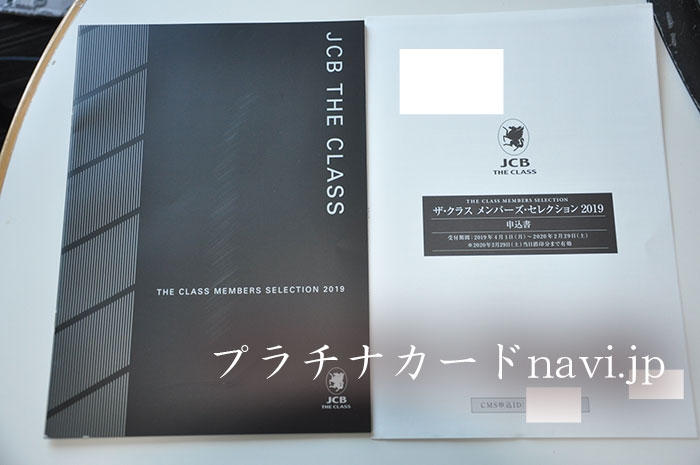 JCB THE CLASS
THE CLASS MEMBERS SELECTION 2019
JCB
THE CLASS
JCB
THE CLASS
THE CLASS MEMBERS SELECTION
ザ・クラス メンバーズ・セレクション 2019
申込書
受付期間：2019年4月1日（月）～2020年2月29日（土）
※2020年2月29日（土）当日消印分まで有効
CMS申込ID
プラチナカードnavi.jp